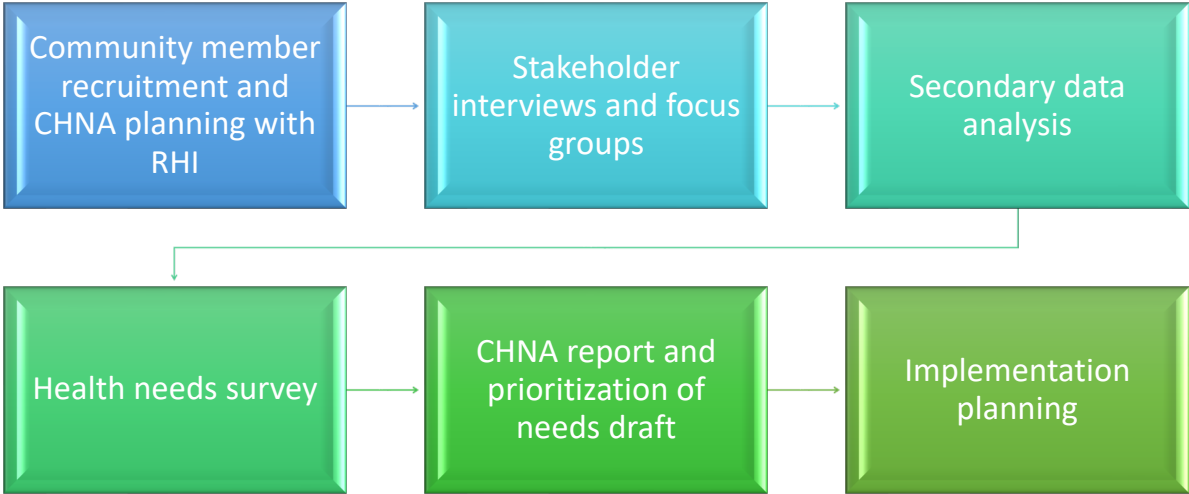 Community member
recruitment and
CHNA planning with
RHI
Stakeholder
interviews and focus
groups
Secondary data
analysis
Health needs survey
CHNA report and
prioritization of
needs draft
Implementation
planning